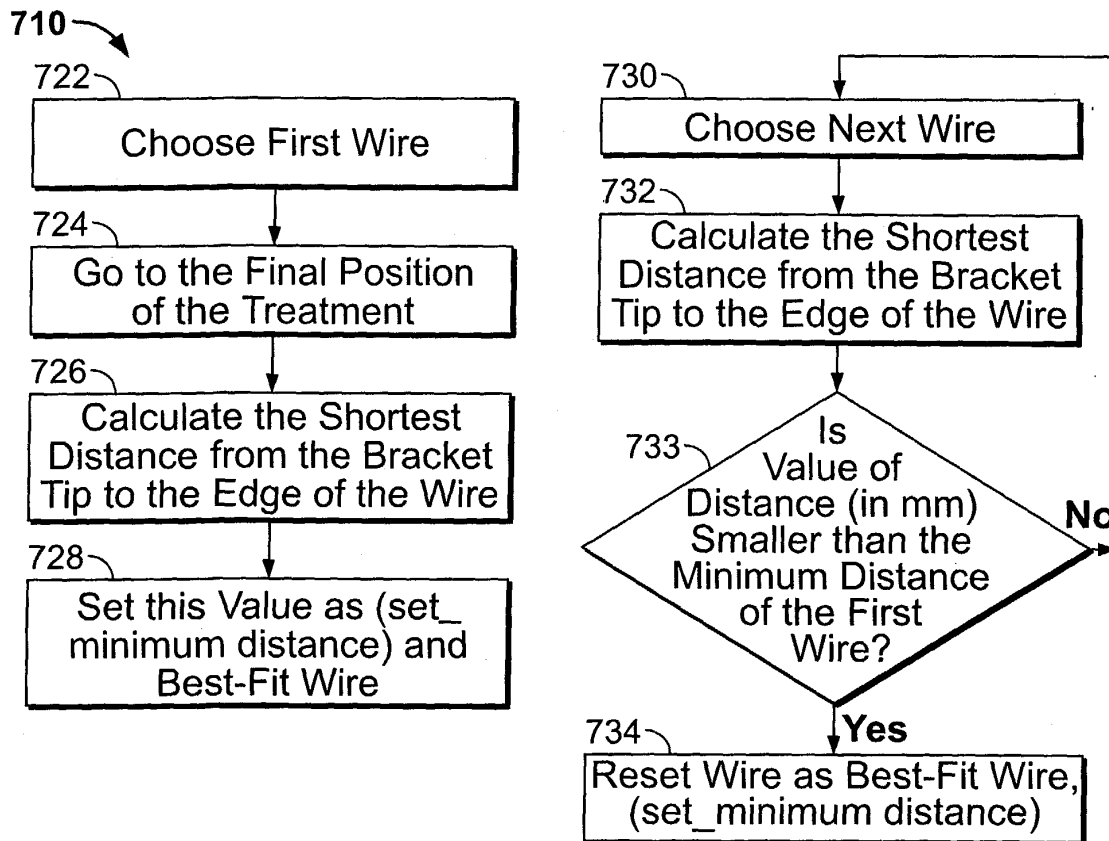 710
722
Choose First Wire
724
Go to the Final Position
of the Treatment
726
Calculate the Shortest
Distance from the Bracket
Tip to the Edge of the Wire
728
Set this Value as (set_
minimum distance) and
Best-Fit Wire
730
Choose Next Wire
732
Calculate the Shortest
Distance from the Bracket
Tip to the Edge of the Wire
733
Is
Value of
Distance (in mm)
Smaller than the
Minimum Distance
of the First
Wire?
No
Yes
734
Reset Wire as Best-Fit Wire,
(set_minimum distance)